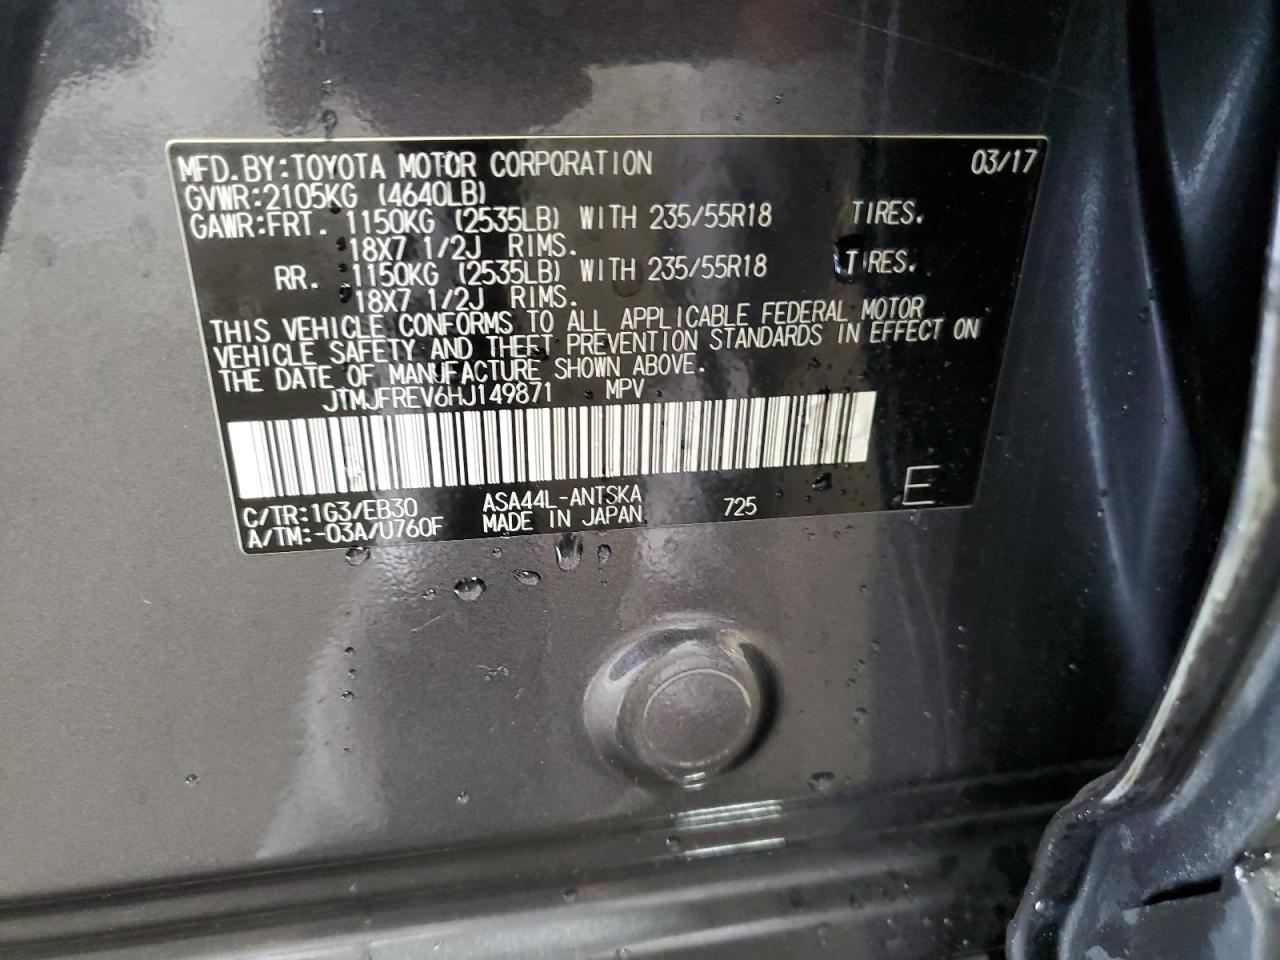 MFD.BY:TOYOTA MOTOR CORPORATION 03/17
GVWR:2105KG (4640LB)
GAWR:FRT. 1150KG (2535LB) WITH 235/55R18 TIRES.
18X7 1/2J RIMS.
RR. 1150KG (2535LB) WITH 235/55R18 TIRES.
18X7 1/2J RIMS.
THIS VEHICLE CONFORMS TO ALL APPLICABLE FEDERAL MOTOR
VEHICLE SAFETY AND THEFT PREVENTION STANDARDS IN EFFECT ON
THE DATE OF MANUFACTURE SHOWN ABOVE.
JTMJFREV6HJ149871 MPV
C/TR:1G3/EB30 ASA44L-ANTSKA 725 E
A/TM:-03A/U760F MADE IN JAPAN